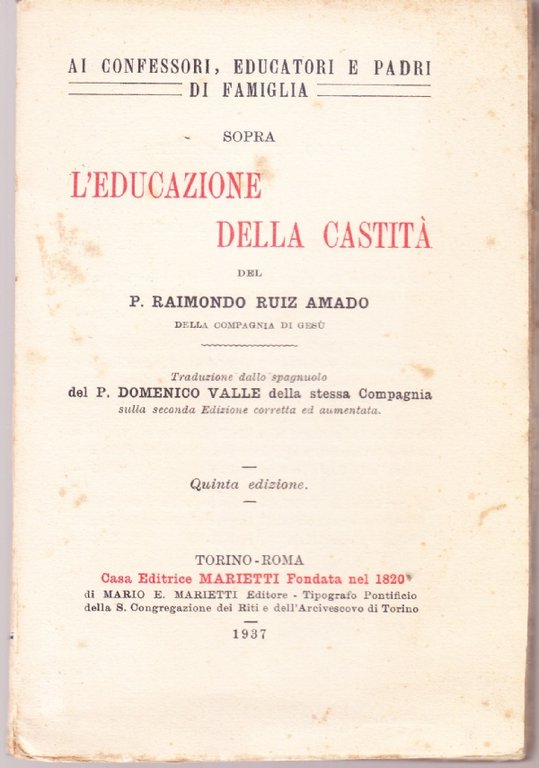 AI CONFESSORI, EDUCATORI E PADRI
DI FAMIGLIA
SOPRA
L'EDUCAZIONE
DELLA CASTITÀ
DEL
P. RAIMONDO RUIZ AMADO
DELLA COMPAGNIA DI GESÙ
Traduzione dallo spagnuolo
del P. DOMENICO VALLE della stessa Compagnia
sulla seconda Edizione corretta ed aumentata.
Quinta edizione.
TORINO-ROMA
Casa Editrice MARIETTI Fondata nel 1820
di MARIO E. MARIETTI Editore - Tipografo Pontificio
della S. Congregazione dei Riti e dell'Arcivescovo di Torino
1937